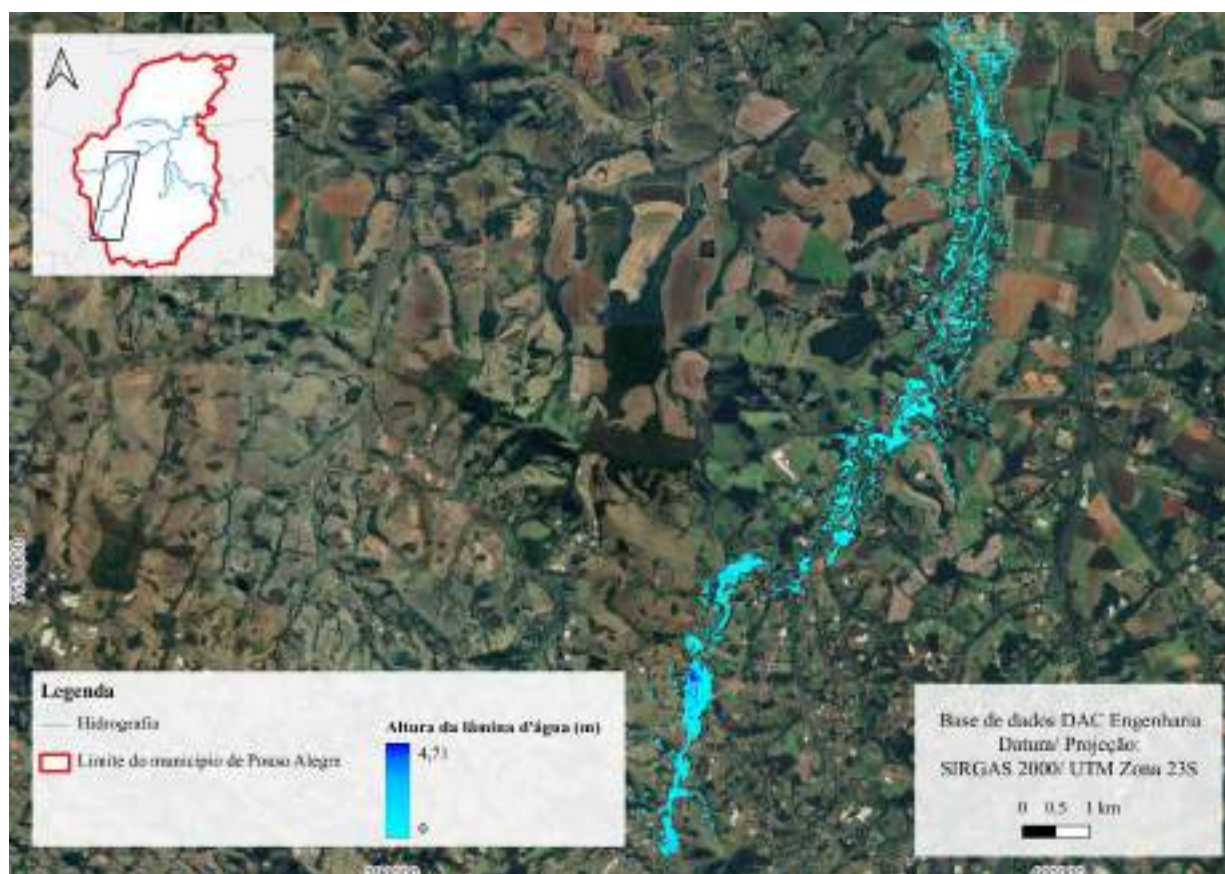 Legenda
Hidrografia
Limite do município de Pouso Alegre
Altura da lâmina d'água (m)
4,71
0
Base de dados DAC Engenharia
Datum/ Projeção:
SIRGAS 2000/ UTM Zona 23S
0 0.5 1 km